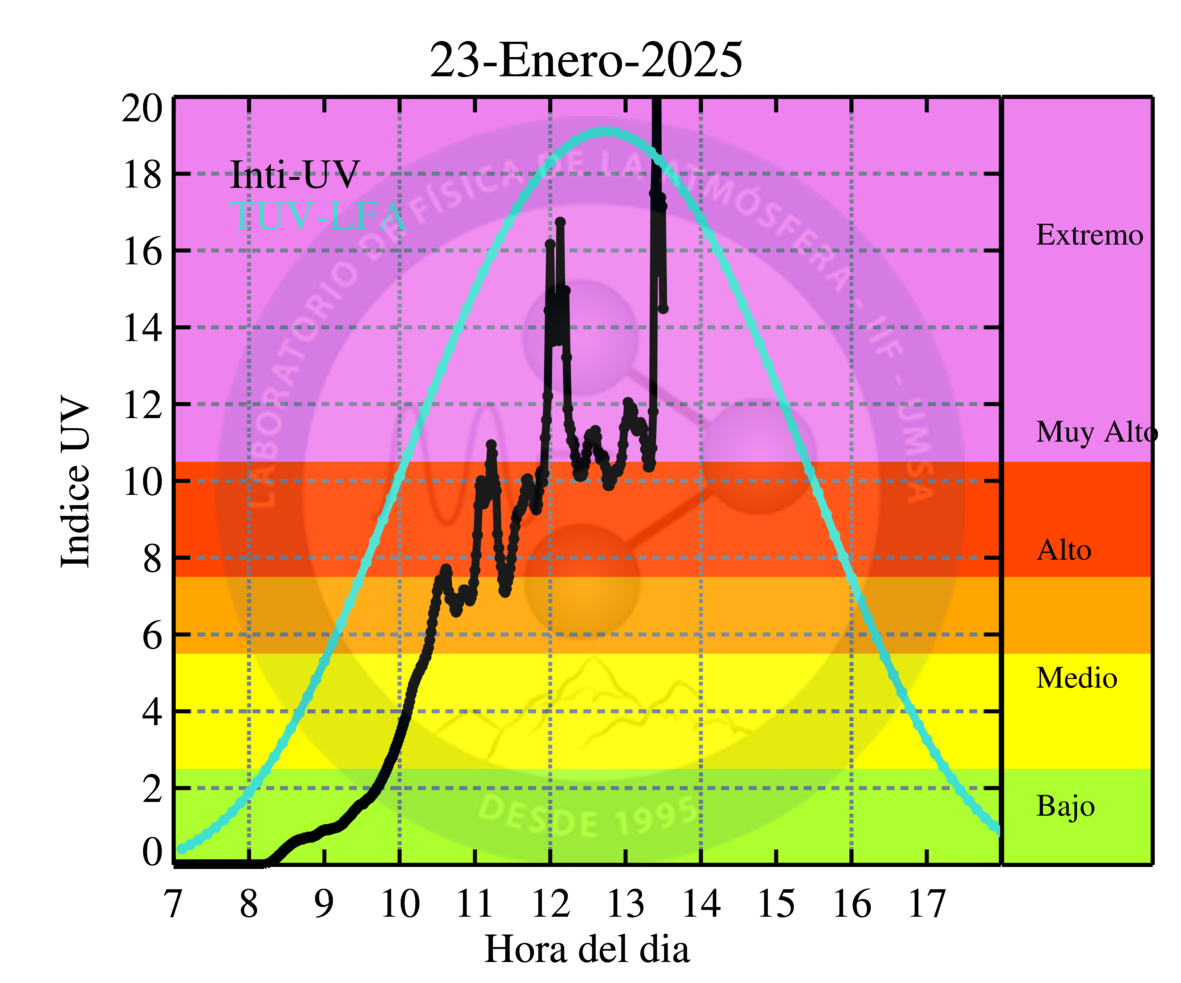 23-Enero-2025
Inti-UV
TUV-LFA
Indice UV
20
18
16
14
12
10
8
6
4
2
0
7 8 9 10 11 12 13 14 15 16 17
Hora del dia
Extremo
Muy Alto
Alto
Medio
Bajo
LABORATORIO DE FÍSICA DE LA ATMÓSFERA - IIF - UMSA
DESDE 1995